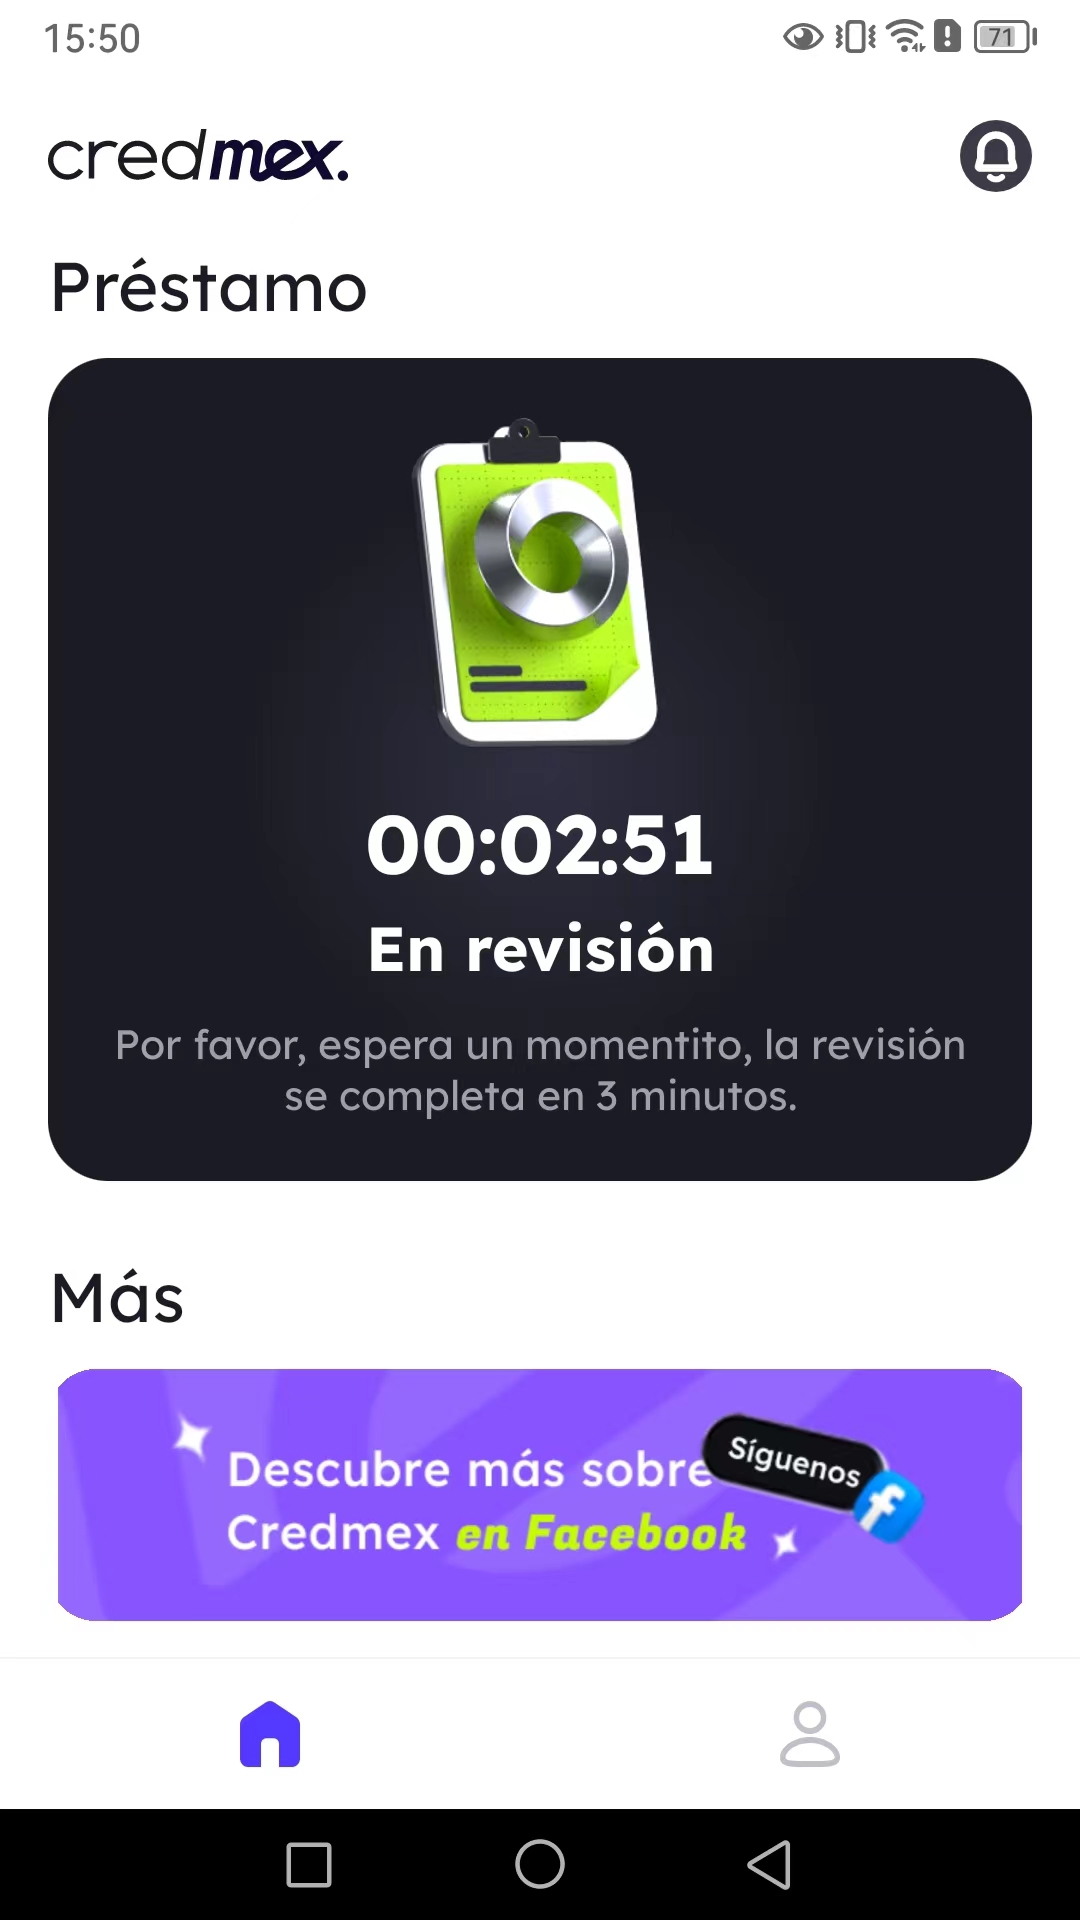 15:50
71
credmex.
Préstamo
00:02:51
En revisión
Por favor, espera un momentito, la revisión
se completa en 3 minutos.
Más
Descubre más sobre
Síguenos
Credmex en Facebook